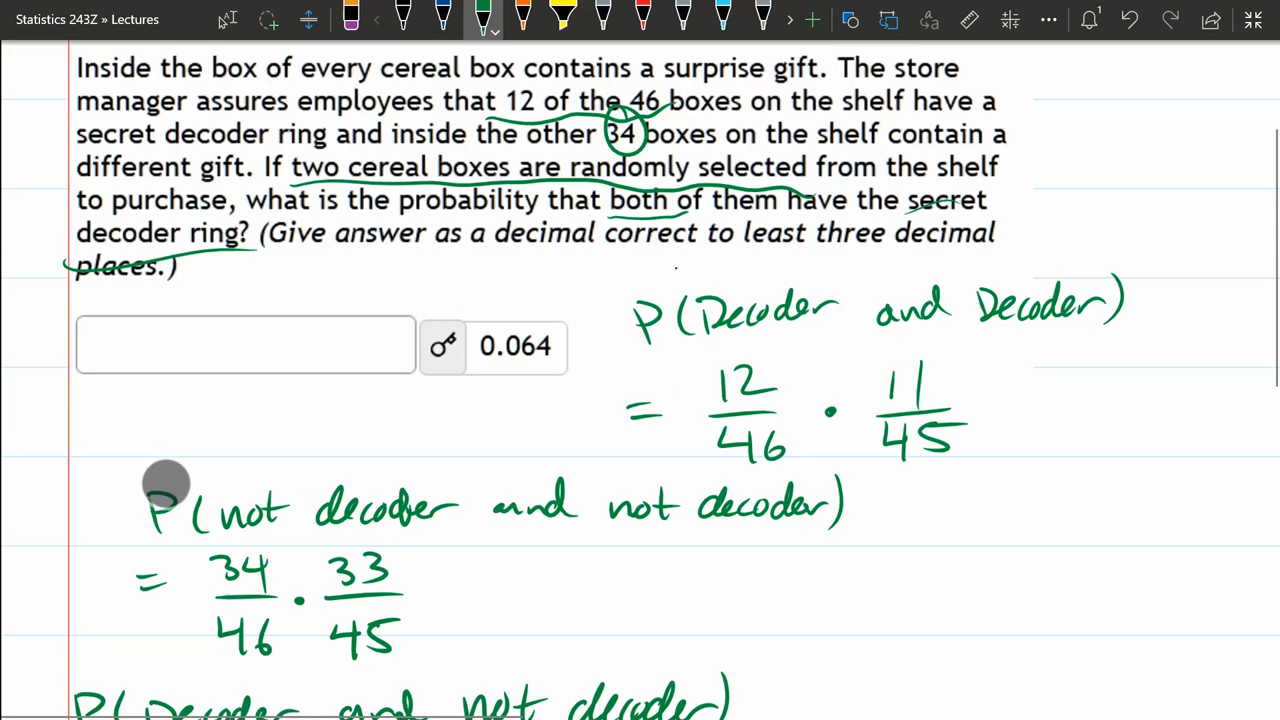 Statistics 243Z » Lectures
Inside the box of every cereal box contains a surprise gift. The store
manager assures employees that 12 of the 46 boxes on the shelf have a
secret decoder ring and inside the other 34 boxes on the shelf contain a
different gift. If two cereal boxes are randomly selected from the shelf
to purchase, what is the probability that both of them have the secret
decoder ring? (Give answer as a decimal correct to least three decimal
places.)
0.064
P(Decoder and Decoder)
= 12/46 · 11/45
P(not decoder and not decoder)
= 34/46 · 33/45
P(Decoder and not decoder)